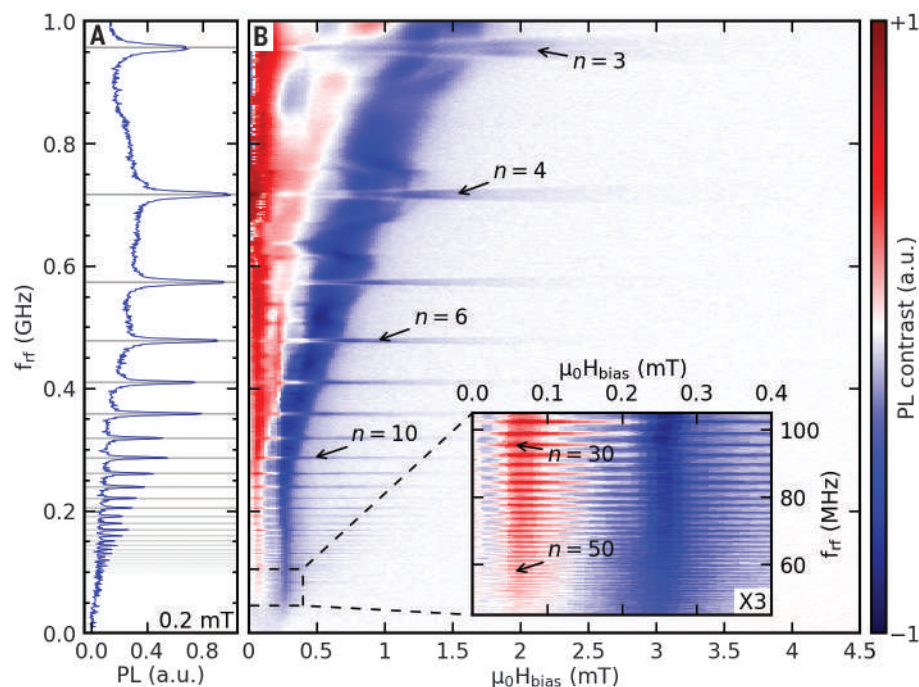 A
B
1.0
0.8
0.6
0.4
0.2
0.0
f_rf (GHz)
0.2 mT
0.0 0.4 0.8
PL (a.u.)
n = 3
n = 4
n = 6
n = 10
0 0.5 1 1.5 2 2.5 3 3.5 4 4.5
μ₀H_bias (mT)
μ₀H_bias (mT)
0.0 0.1 0.2 0.3 0.4
n = 30
n = 50
100
80
60
f_rf (MHz)
X3
+1
PL contrast (a.u.)
−1